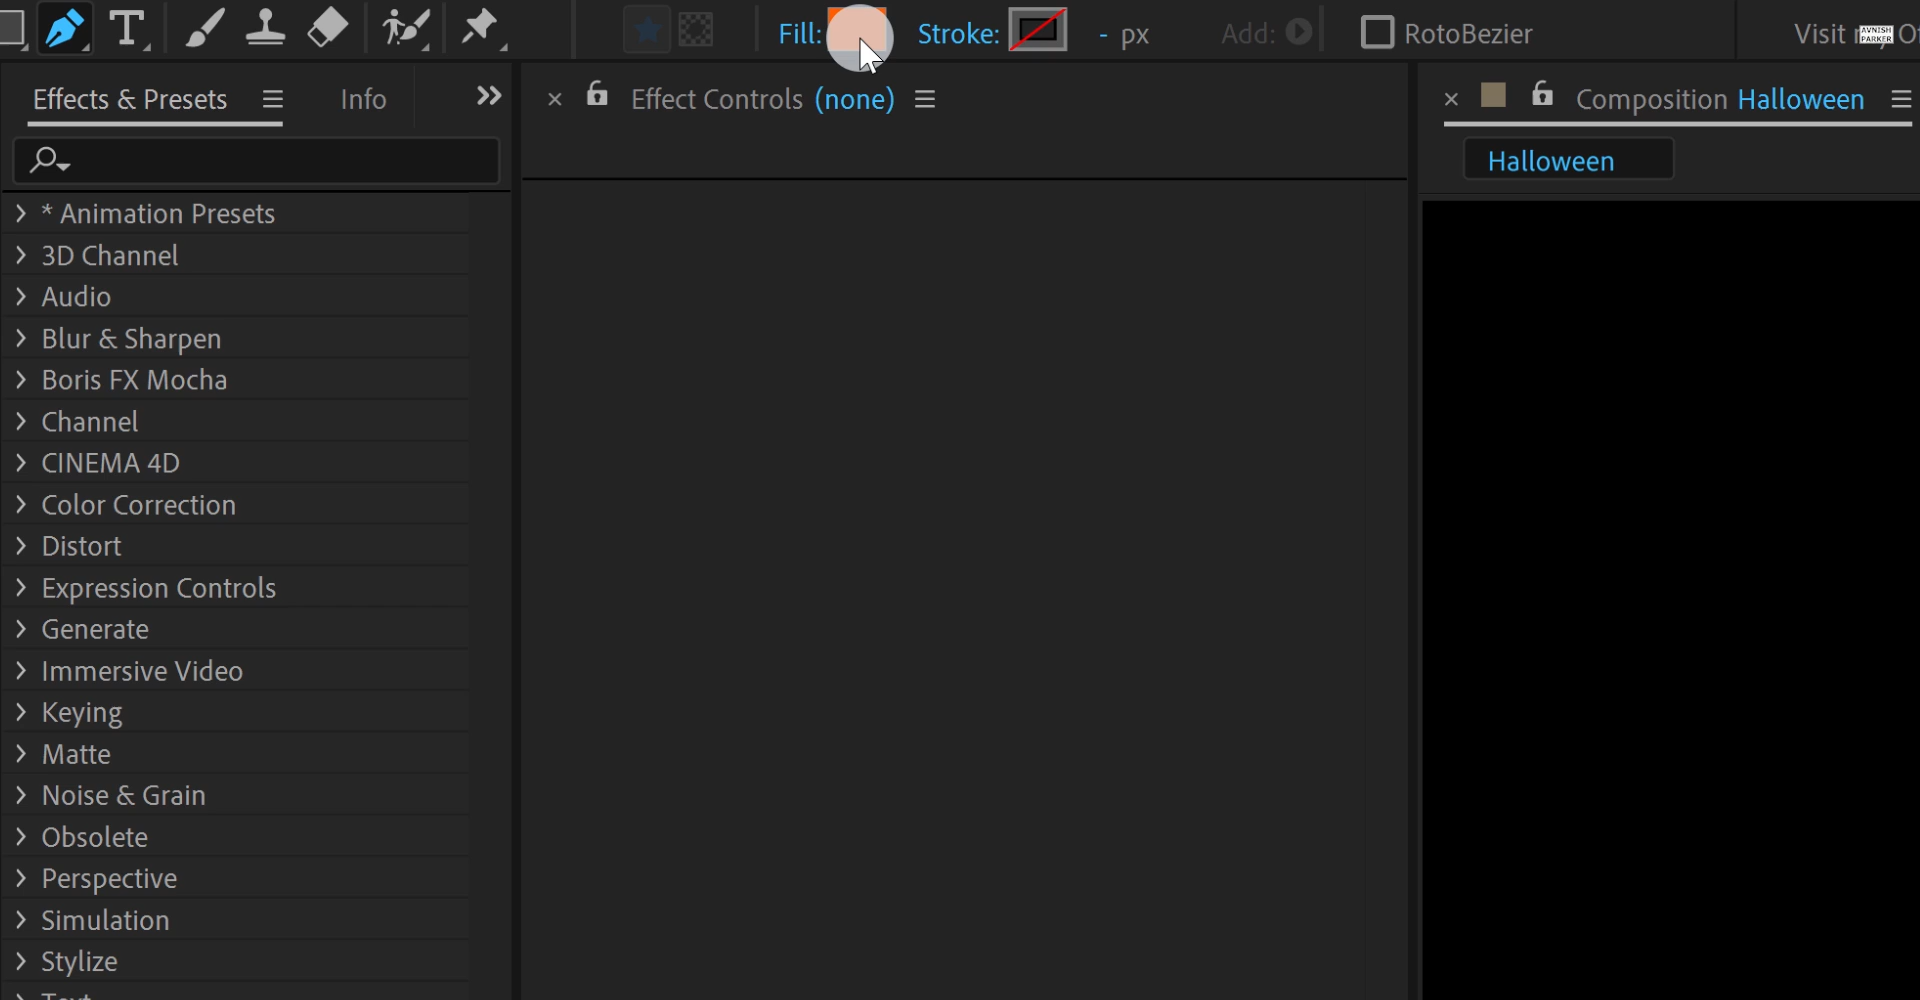 Fill: Stroke: - px Add: RotoBezier Visit
AVNISH
PARKER
Effects & Presets Info Effect Controls (none) Composition Halloween
Halloween
* Animation Presets
3D Channel
Audio
Blur & Sharpen
Boris FX Mocha
Channel
CINEMA 4D
Color Correction
Distort
Expression Controls
Generate
Immersive Video
Keying
Matte
Noise & Grain
Obsolete
Perspective
Simulation
Stylize